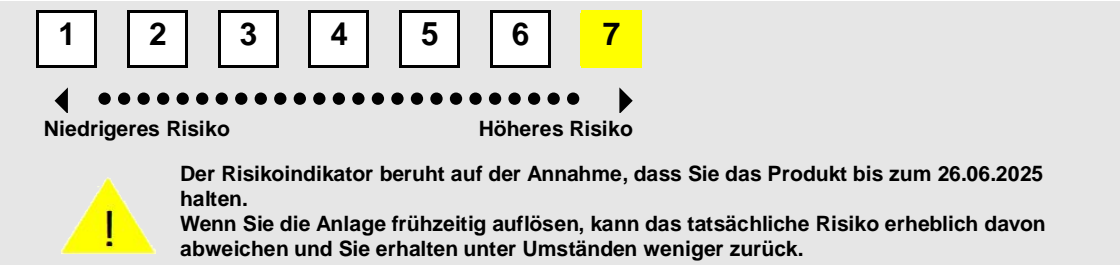 1 2 3 4 5 6 7
Niedrigeres Risiko Höheres Risiko
Der Risikoindikator beruht auf der Annahme, dass Sie das Produkt bis zum 26.06.2025
halten.
Wenn Sie die Anlage frühzeitig auflösen, kann das tatsächliche Risiko erheblich davon
abweichen und Sie erhalten unter Umständen weniger zurück.
!